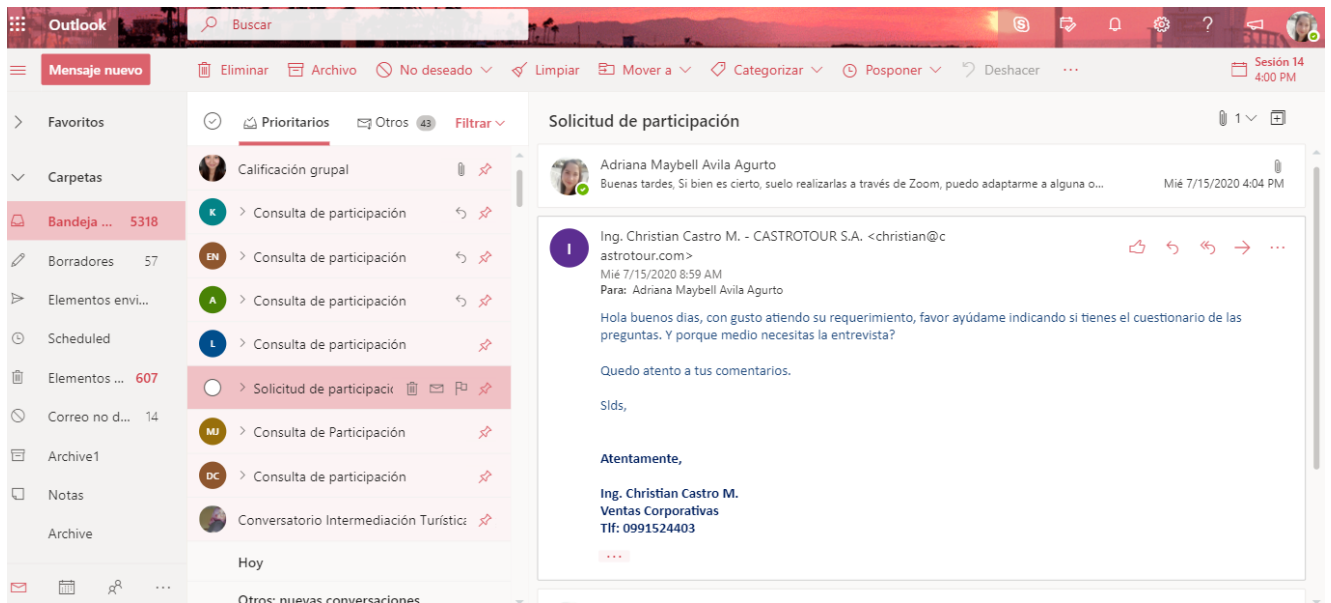 Outlook
Buscar
Mensaje nuevo
Eliminar
Archivo
No deseado
Limpiar
Mover a
Categorizar
Posponer
Deshacer
...
Sesión 14
4:00 PM
Favoritos
Carpetas
Bandeja ... 5318
Borradores 57
Elementos envi...
Scheduled
Elementos ... 607
Correo no d... 14
Archive1
Notas
Archive
...
Prioritarios
Otros 43
Filtrar
Calificación grupal
K
Consulta de participación
EN
Consulta de participación
A
Consulta de participación
L
Consulta de participación
Solicitud de participació
MJ
Consulta de Participación
DC
Consulta de participación
Conversatorio Intermediación Turística
Hoy
Otros: nuevas conversaciones
Solicitud de participación
1
Adriana Maybell Avila Agurto
Buenas tardes, Si bien es cierto, suelo realizarlas a través de Zoom, puedo adaptarme a alguna o...
Mié 7/15/2020 4:04 PM
I
Ing. Christian Castro M. - CASTROTOUR S.A. <christian@c
astrotour.com>
Mié 7/15/2020 8:59 AM
Para: Adriana Maybell Avila Agurto
...
Hola buenos dias, con gusto atiendo su requerimiento, favor ayúdame indicando si tienes el cuestionario de las
preguntas. Y porque medio necesitas la entrevista?
Quedo atento a tus comentarios.
Slds,
Atentamente,
Ing. Christian Castro M.
Ventas Corporativas
Tlf: 0991524403
...